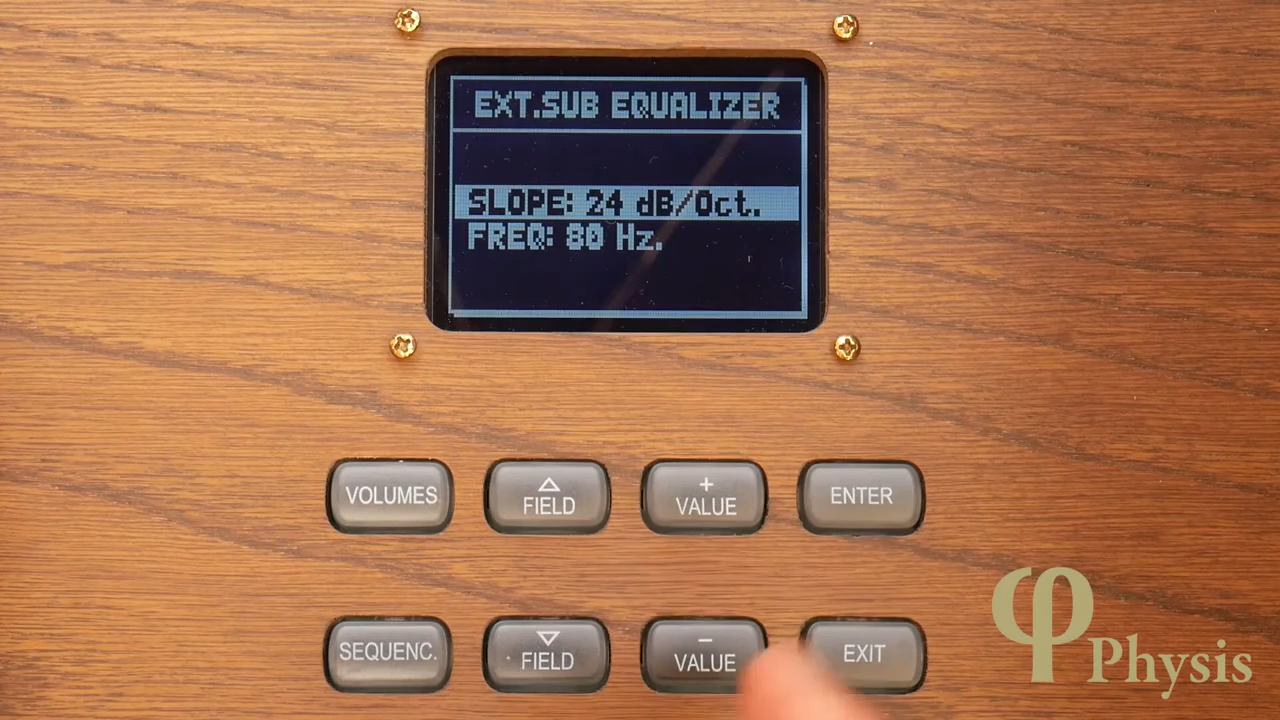 EXT.SUB EQUALIZER
SLOPE: 24 dB/Oct.
FREQ: 80 Hz.
VOLUMES
△ FIELD
+ VALUE
ENTER
SEQUENC.
▽ FIELD
− VALUE
EXIT
φ Physis